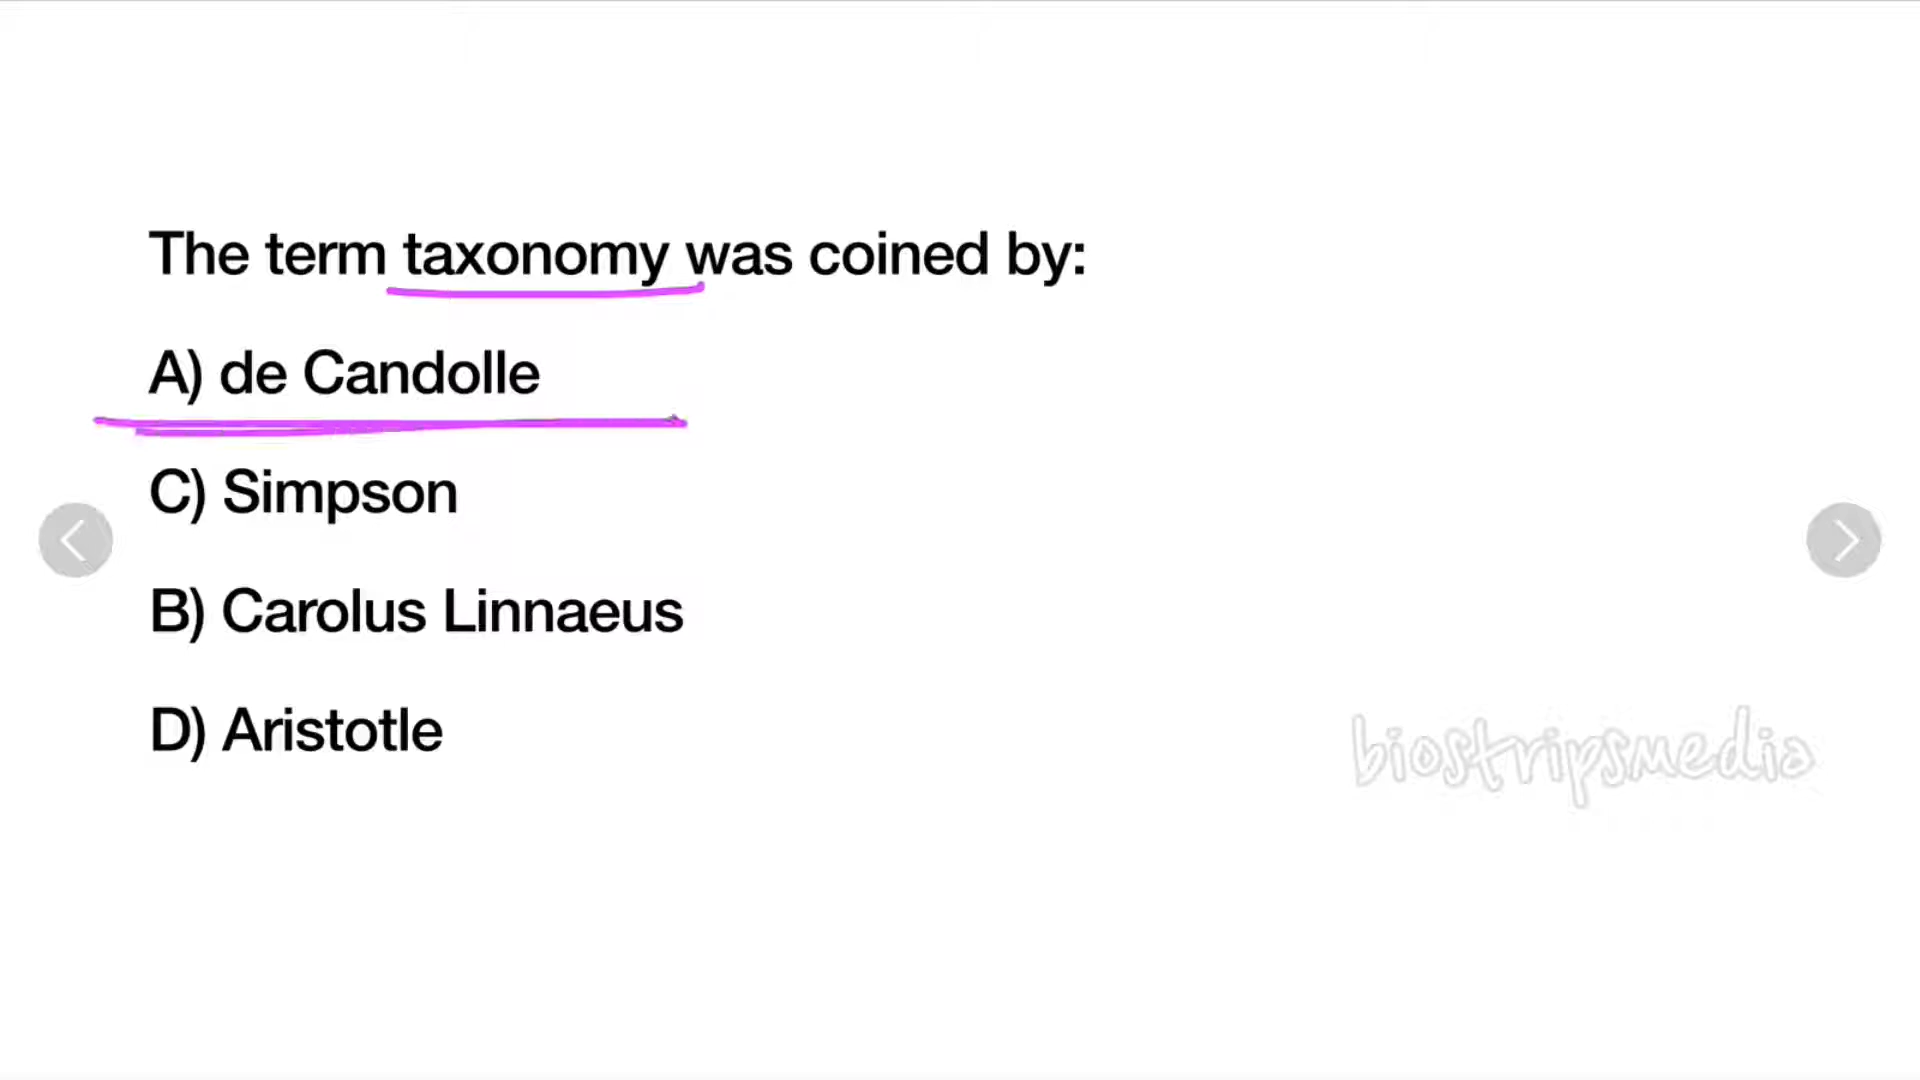 The term taxonomy was coined by:
A) de Candolle
C) Simpson
B) Carolus Linnaeus
D) Aristotle
biostripsmedia